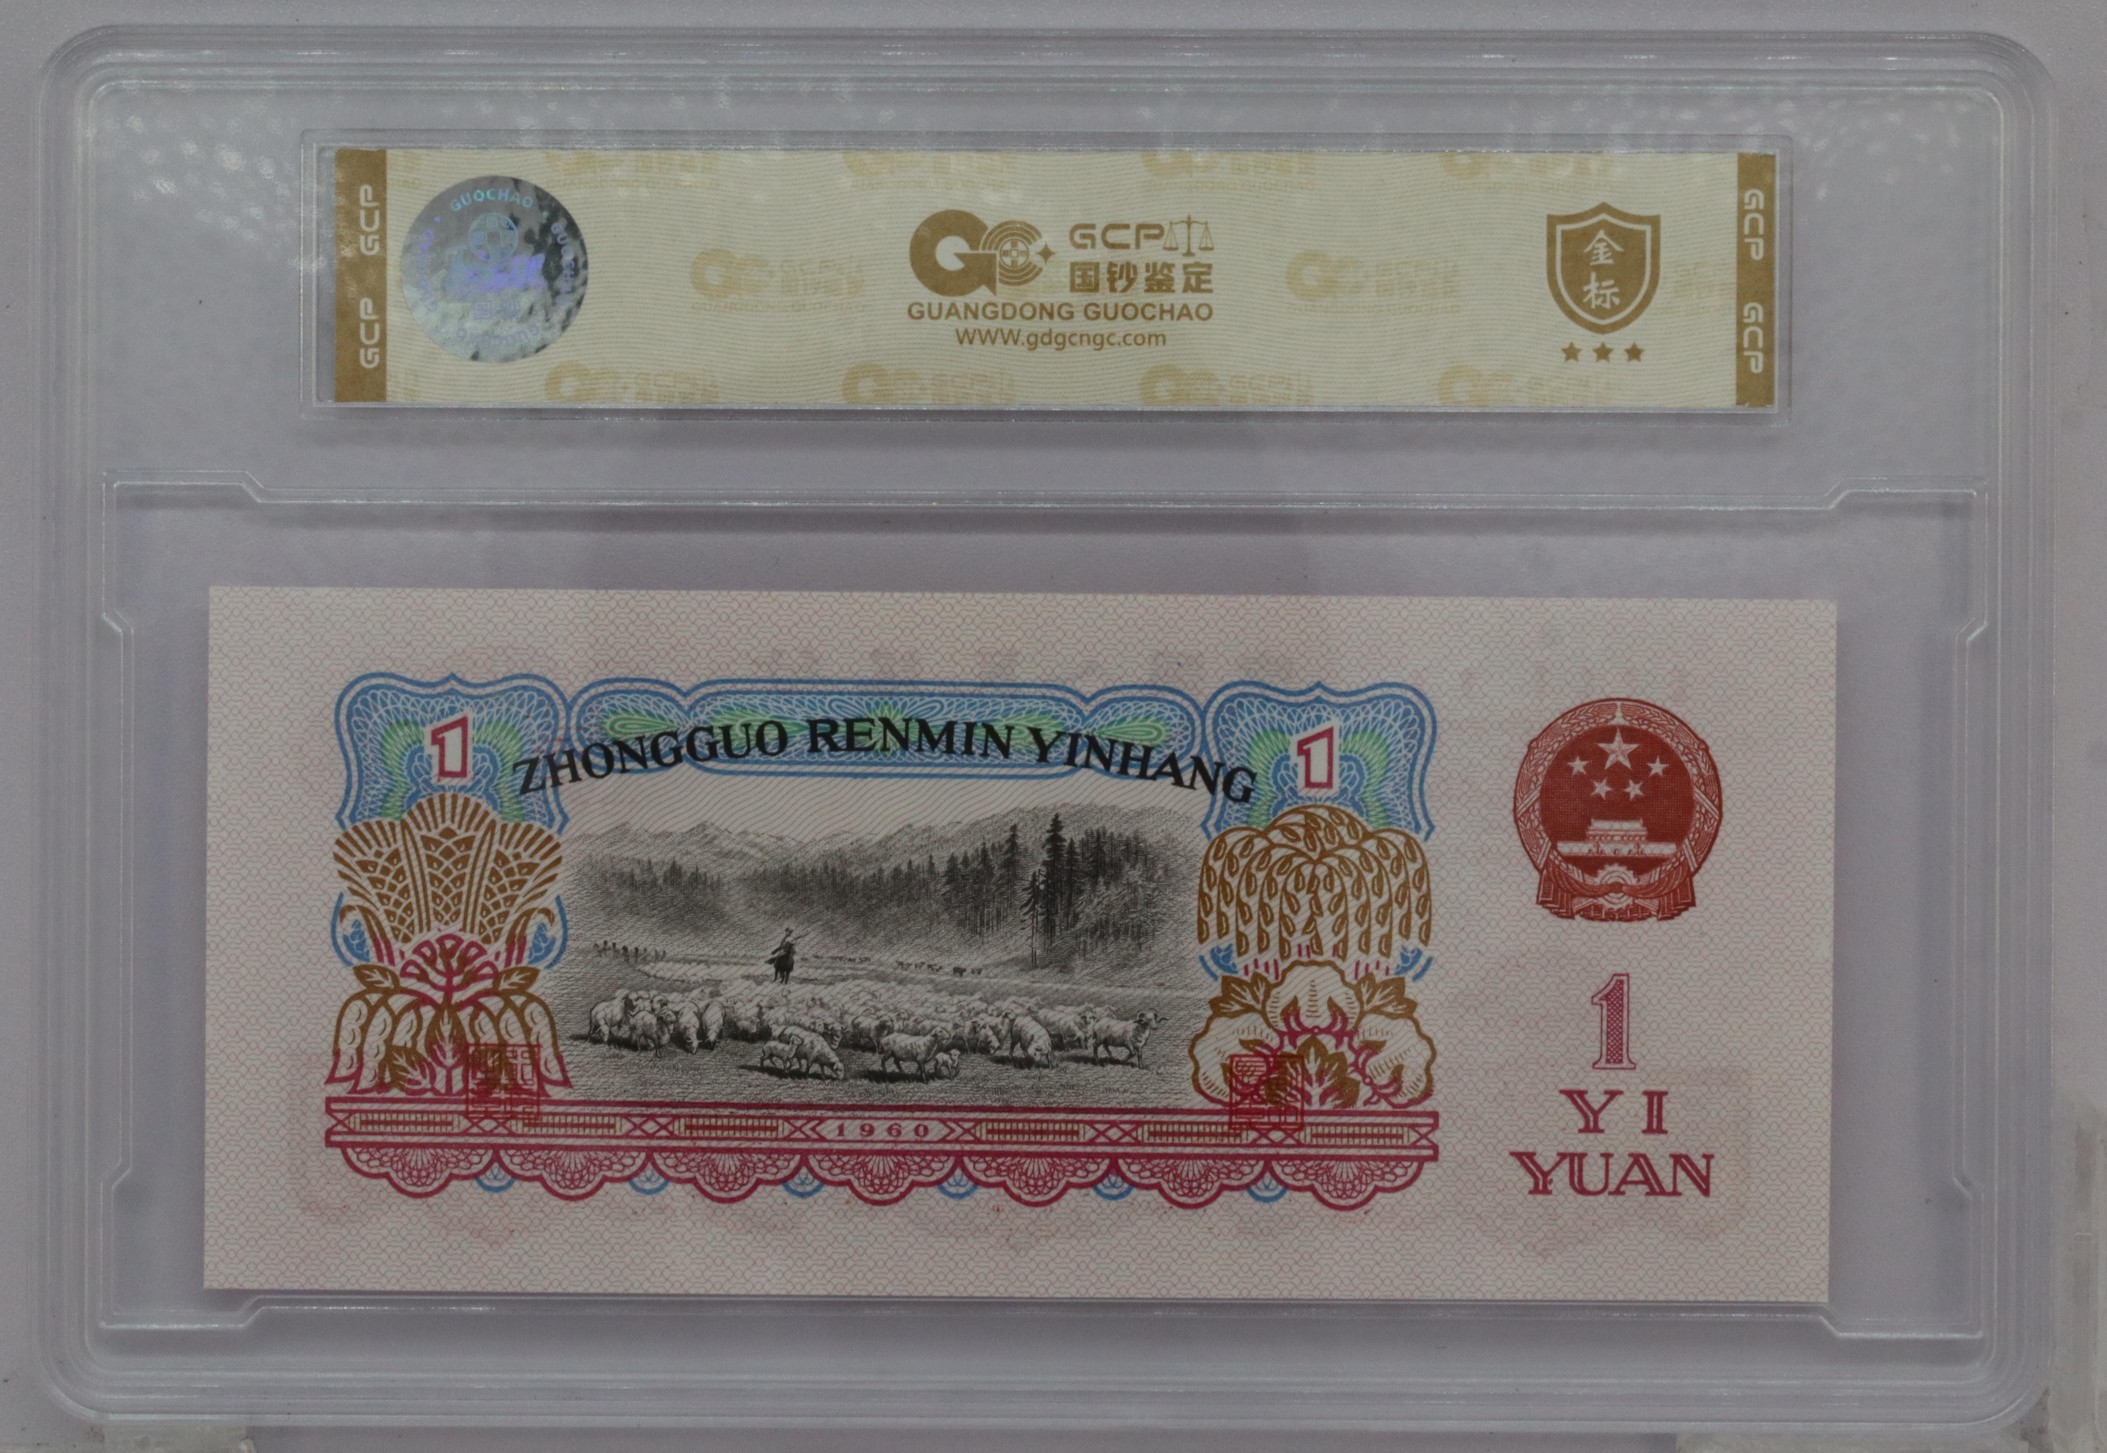 GCP GCP
GUOCHAO
GCP
国钞鉴定
GUANGDONG GUOCHAO
WWW.gdgcngc.com
金
标
GCP GCP
1
ZHONGGUO RENMIN YINHANG
1
1960
1
YI
YUAN